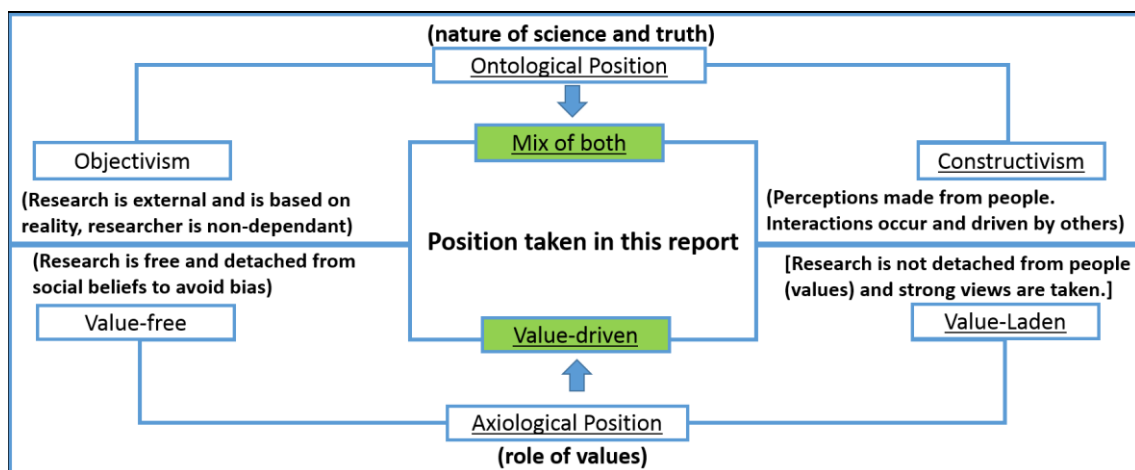 (nature of science and truth)
Ontological Position
Mix of both
Objectivism
Constructivism
(Research is external and is based on
reality, researcher is non-dependant)
(Perceptions made from people.
Interactions occur and driven by others)
Position taken in this report
(Research is free and detached from
social beliefs to avoid bias)
[Research is not detached from people
(values) and strong views are taken.]
Value-free
Value-driven
Value-Laden
Axiological Position
(role of values)